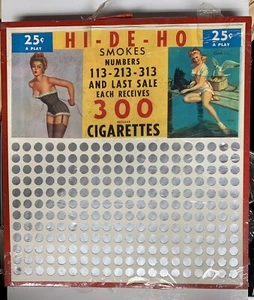 25¢
A PLAY
HI-DE-HO
25¢
A PLAY
SMOKES
NUMBERS
113-213-313
AND LAST SALE
EACH RECEIVES
300
CIGARETTES